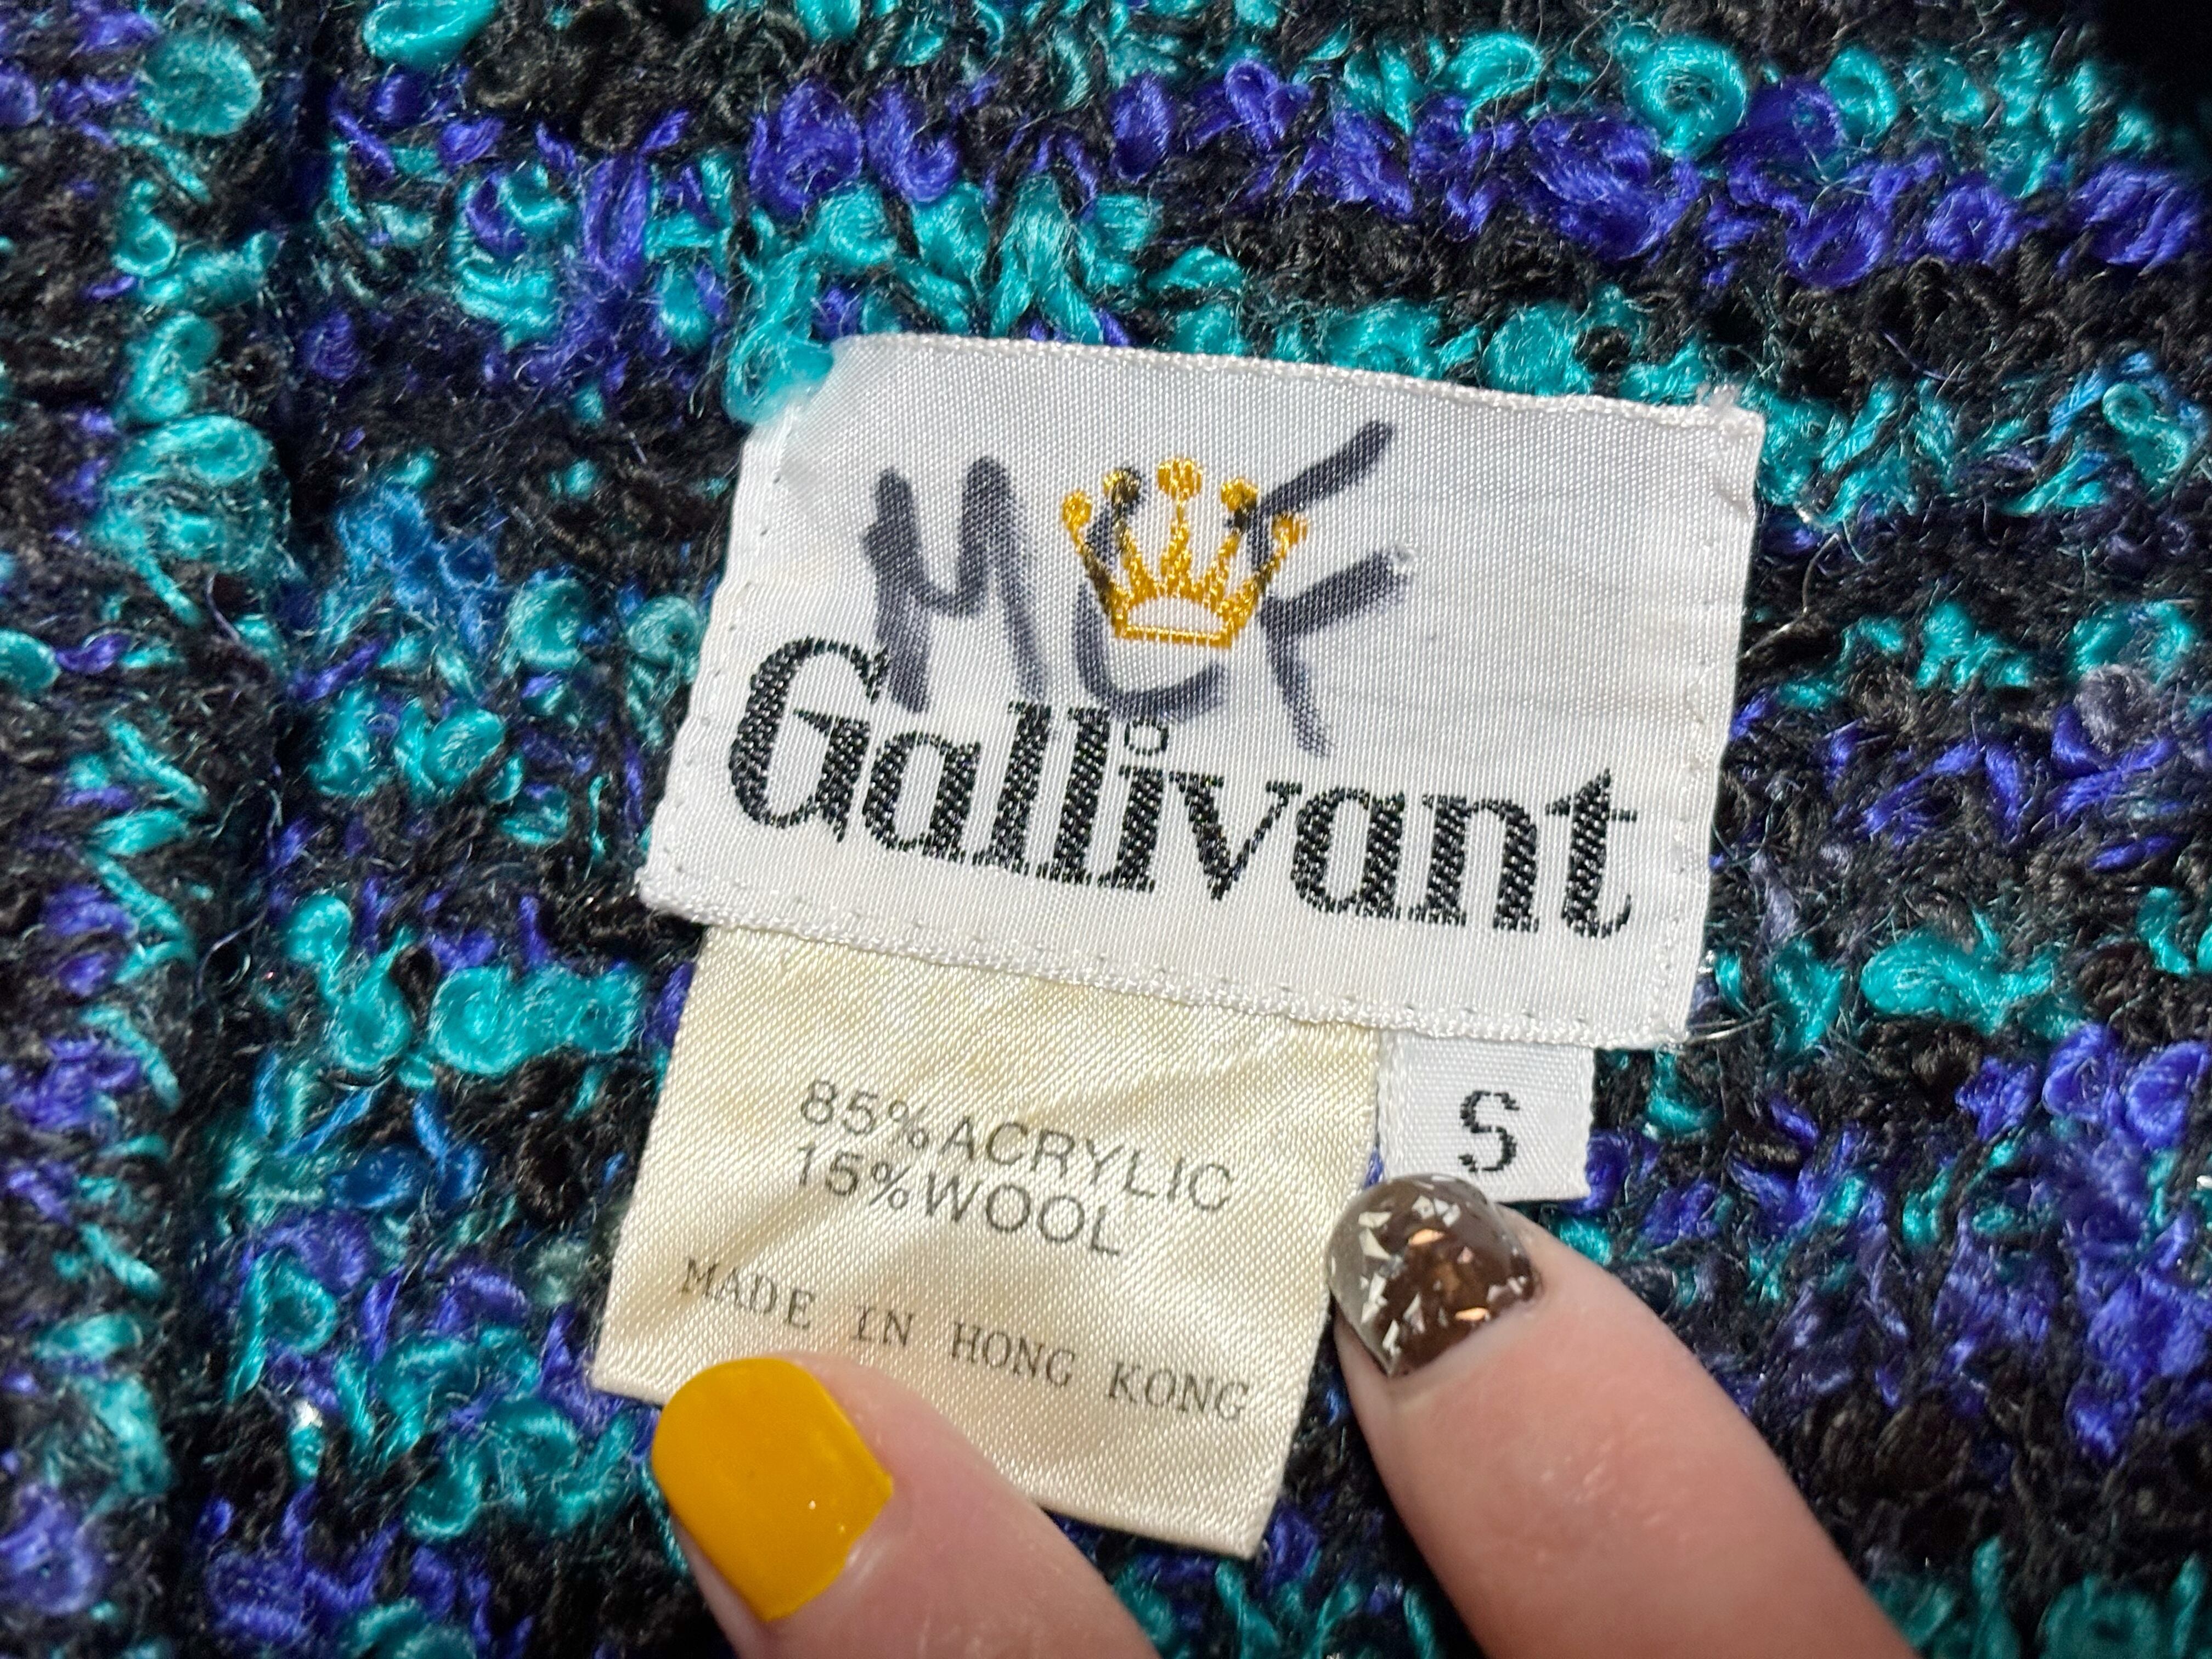 MCF
Gallivant
85% ACRYLIC
15% WOOL
MADE IN HONG KONG
S